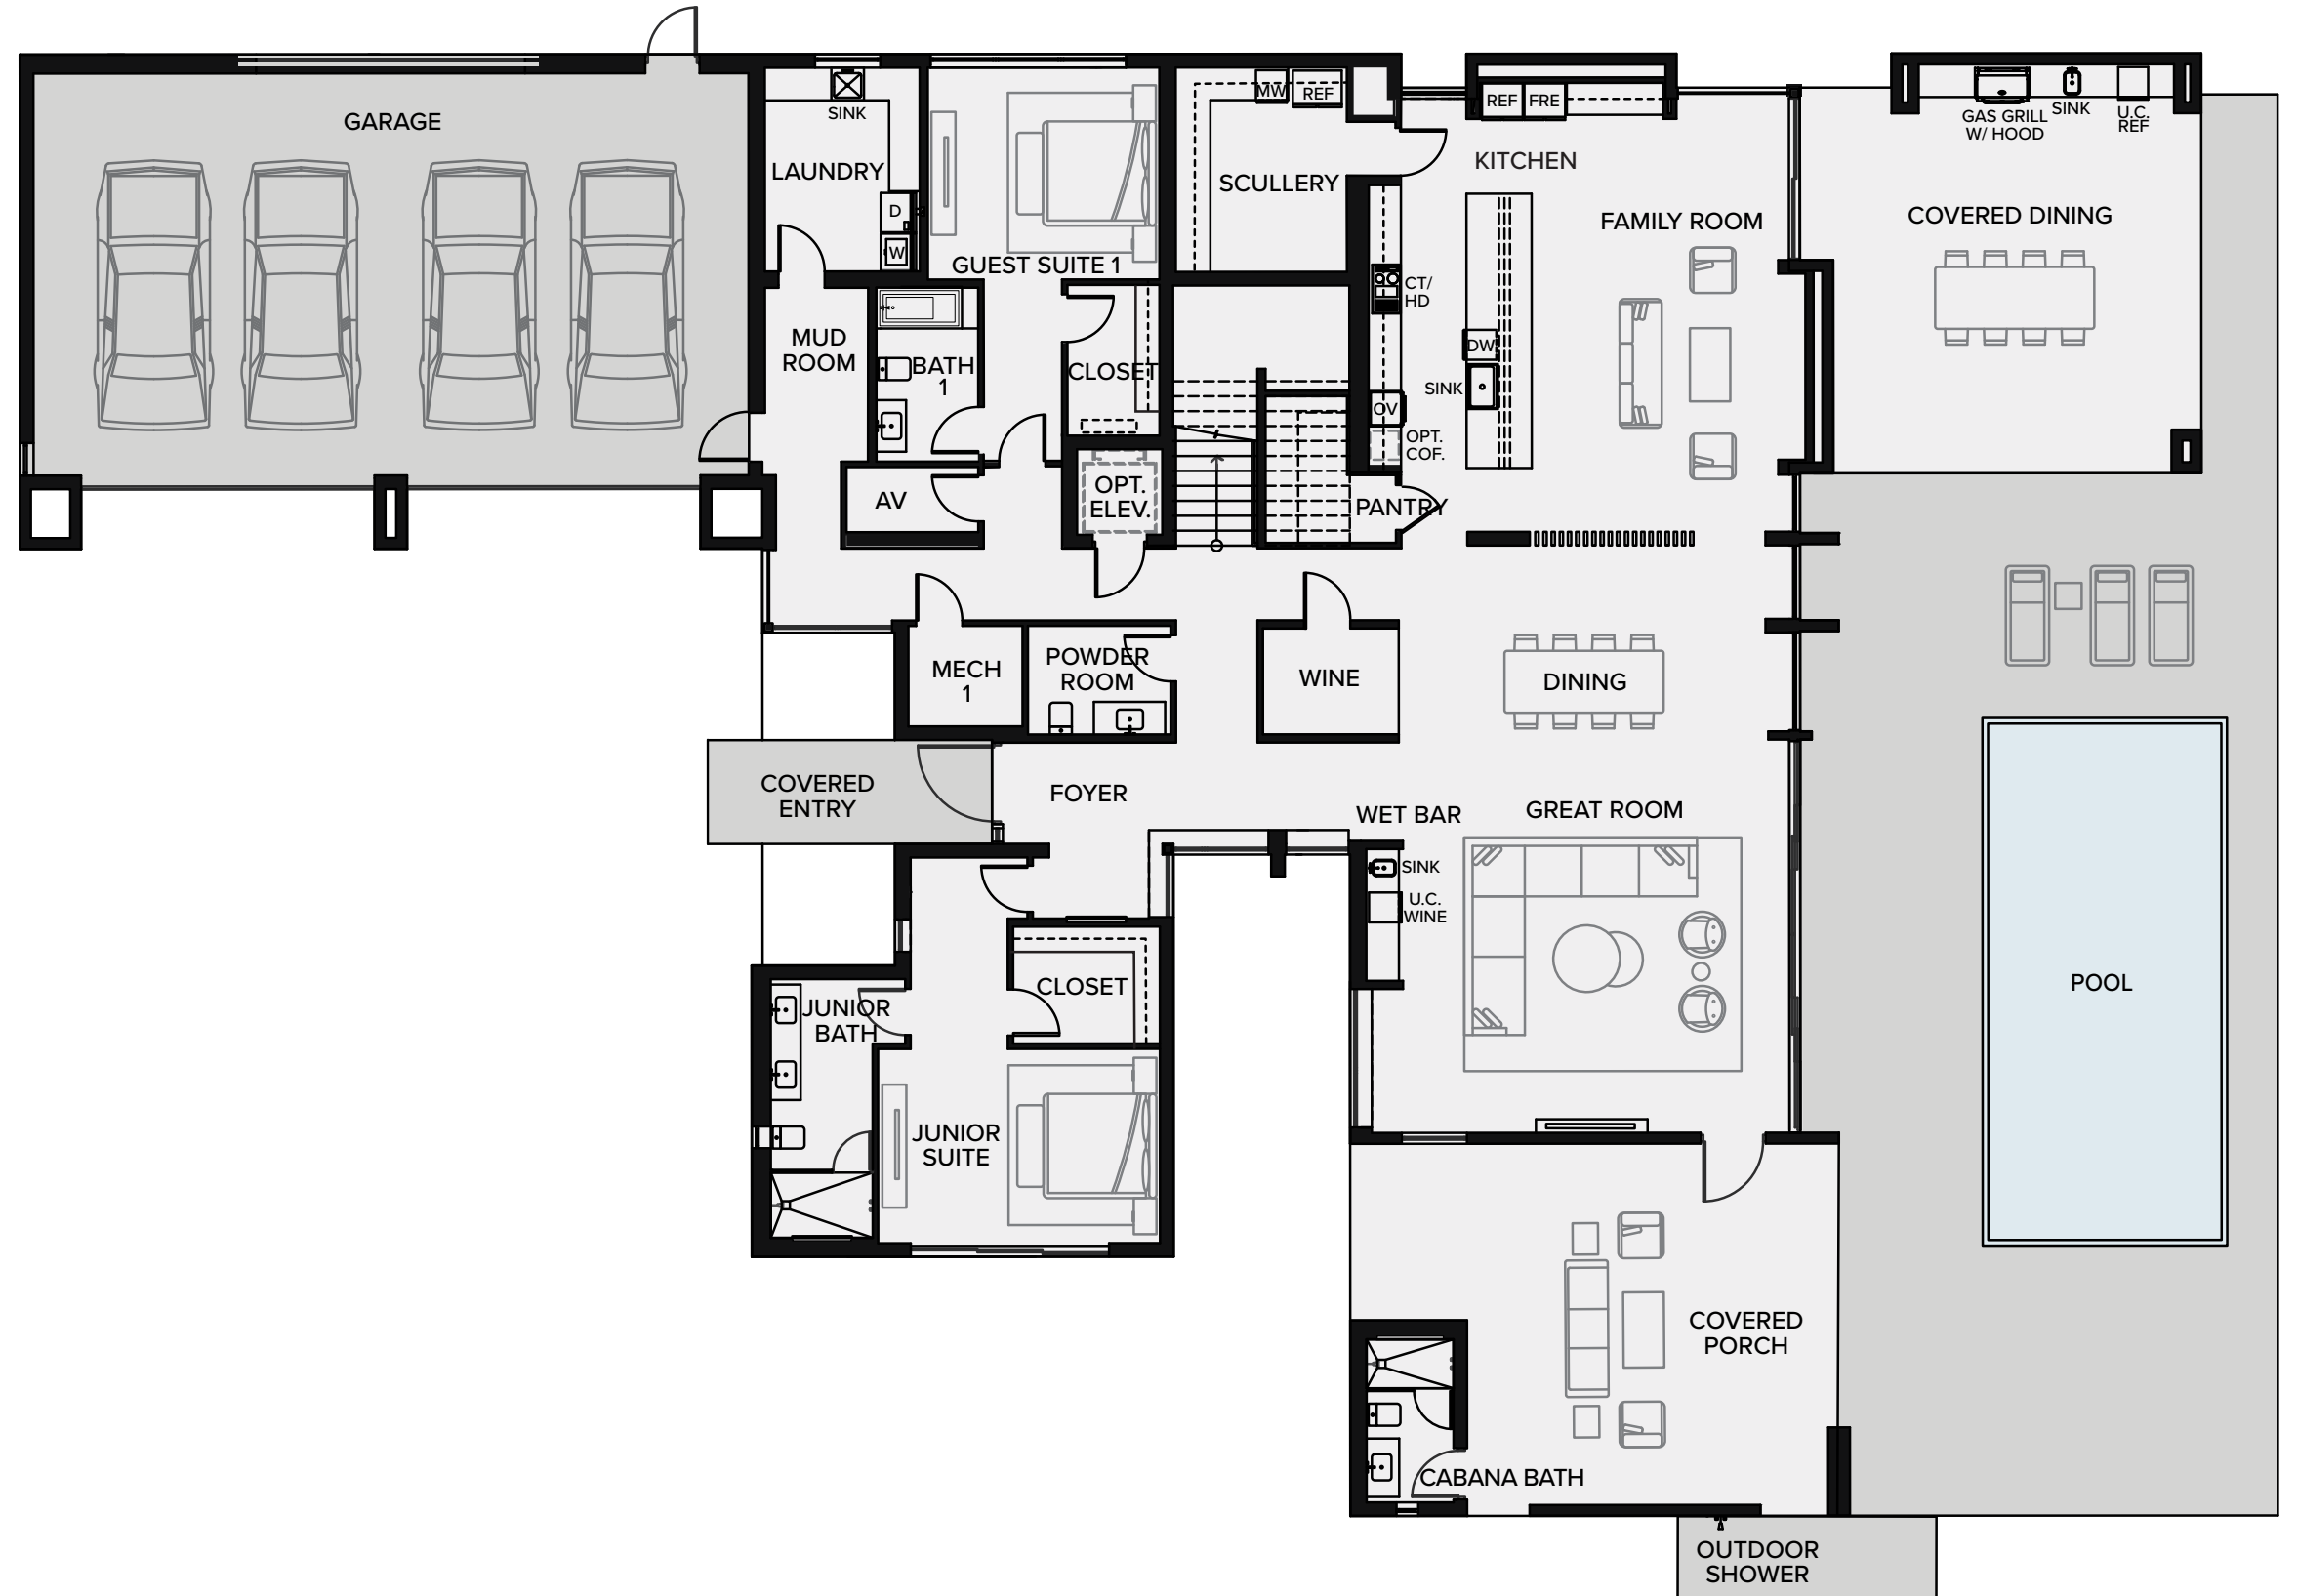 GARAGE
SINK
LAUNDRY
D
W
GUEST SUITE 1
MW
REF
SCULLERY
REF
FRE
KITCHEN
FAMILY ROOM
GAS GRILL
W/ HOOD
SINK
U.C.
REF
COVERED DINING
MUD
ROOM
BATH
1
CLOSET
CT/
HD
DW
SINK
OV
OPT.
COF.
AV
OPT.
ELEV.
PANTRY
MECH
1
POWDER
ROOM
WINE
DINING
COVERED
ENTRY
FOYER
WET BAR
GREAT ROOM
SINK
U.C.
WINE
POOL
CLOSET
JUNIOR
BATH
JUNIOR
SUITE
COVERED
PORCH
CABANA BATH
OUTDOOR
SHOWER